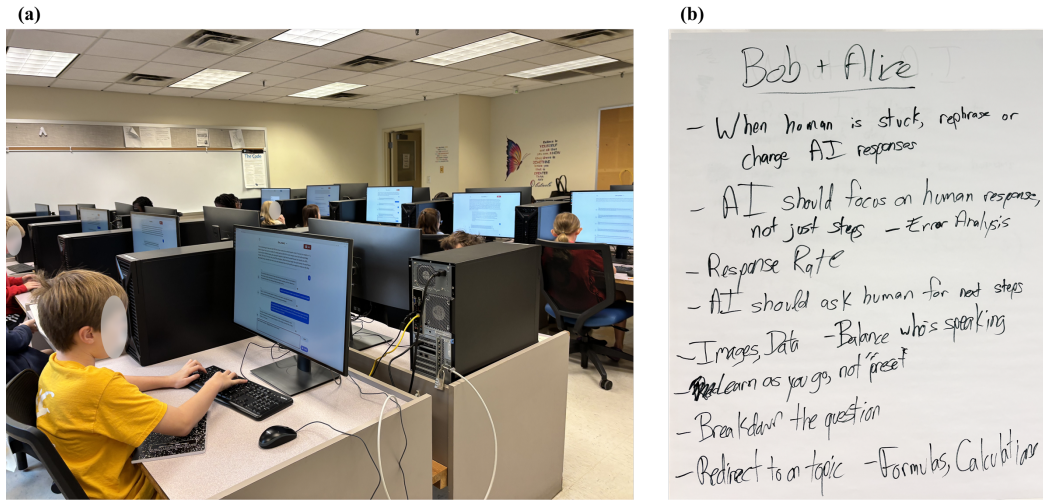 (a)
(b)
Bob + Alice
- When human is stuck, rephrase or
change AI responses
- AI should focus on human response,
not just steps - Error Analysis
- Response Rate
- AI should ask human for next steps
- Images, Data - Balance who's speaking
- Learn as you go, not "preset"
- Breakdown the question
- Redirect to on topic - Formulas, Calculations